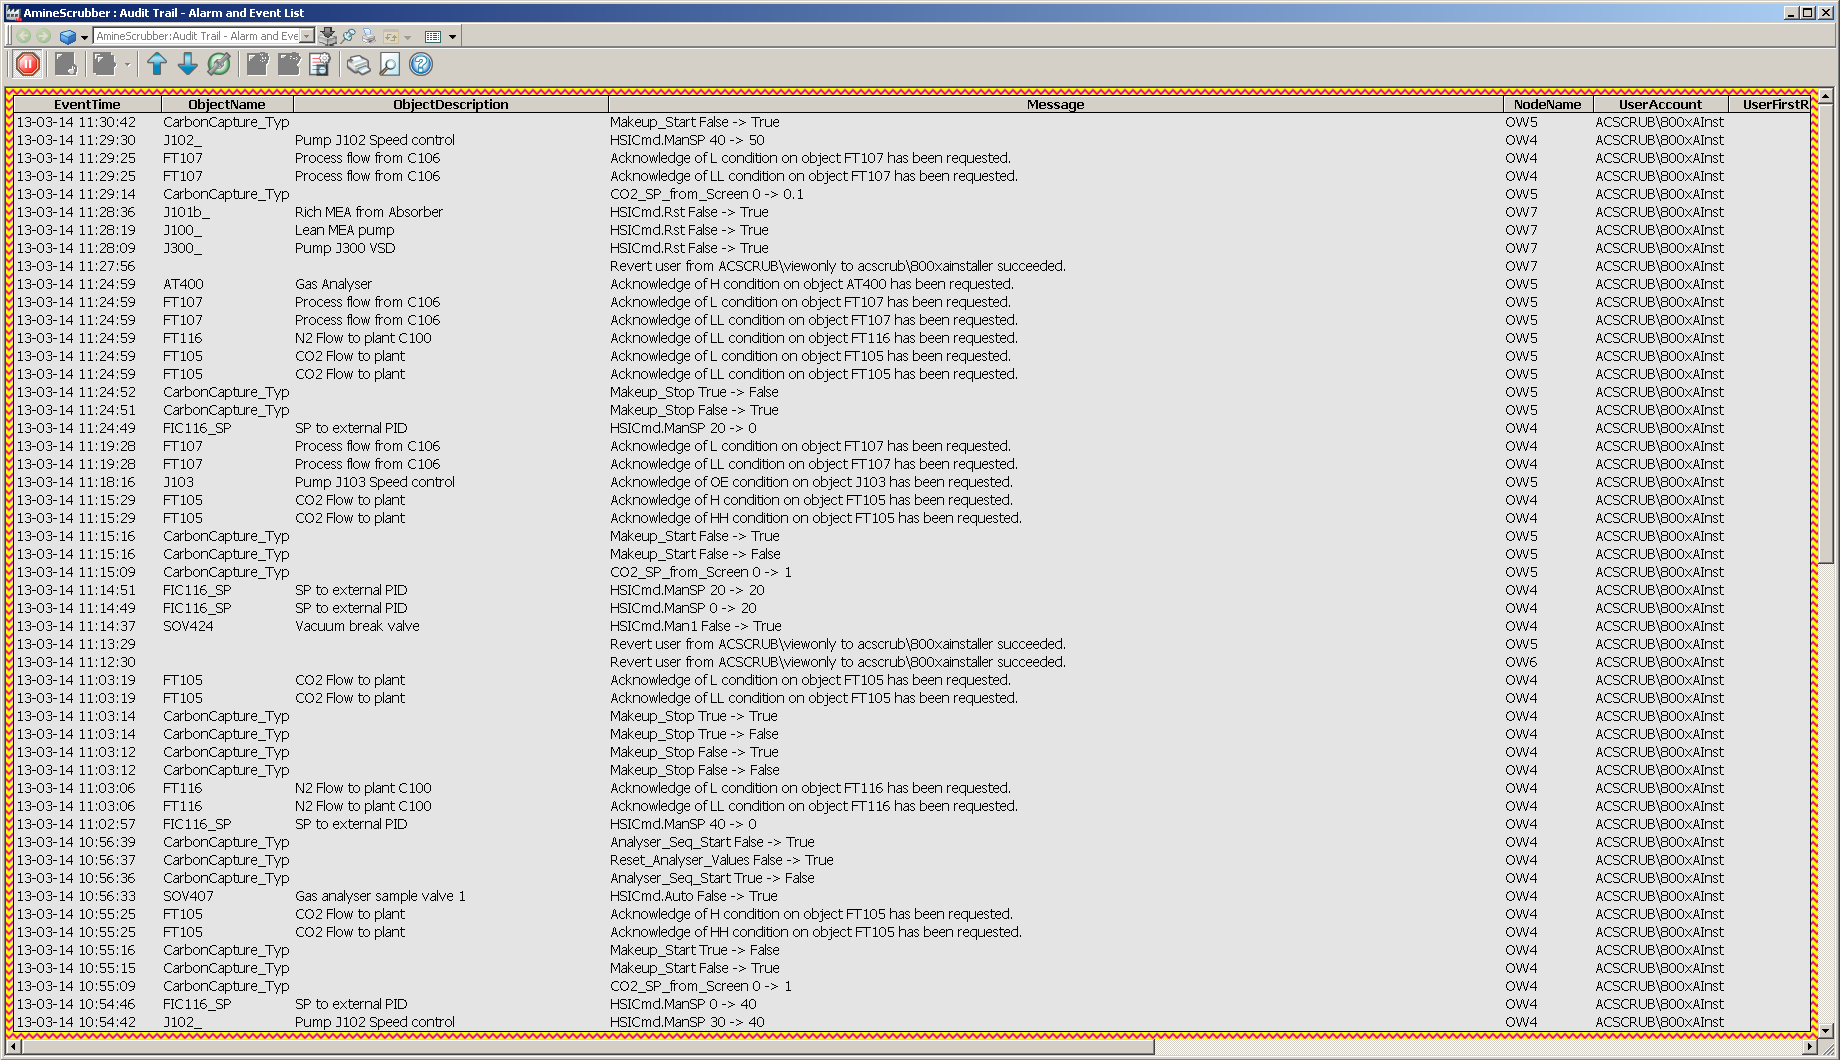 AmineScrubber : Audit Trail - Alarm and Event List
AmineScrubber:Audit Trail - Alarm and Eve
EventTime ObjectName ObjectDescription Message NodeName UserAccount UserFirstR
13-03-14 11:30:42 CarbonCapture_Typ Makeup_Start False -> True OW5 ACSCRUB\800xAInst
13-03-14 11:29:30 J102_ Pump J102 Speed control HSICmd.ManSP 40 -> 50 OW4 ACSCRUB\800xAInst
13-03-14 11:29:25 FT107 Process flow from C106 Acknowledge of L condition on object FT107 has been requested. OW4 ACSCRUB\800xAInst
13-03-14 11:29:25 FT107 Process flow from C106 Acknowledge of LL condition on object FT107 has been requested. OW4 ACSCRUB\800xAInst
13-03-14 11:29:14 CarbonCapture_Typ CO2_SP_from_Screen 0 -> 0.1 OW5 ACSCRUB\800xAInst
13-03-14 11:28:36 J101b_ Rich MEA from Absorber HSICmd.Rst False -> True OW7 ACSCRUB\800xAInst
13-03-14 11:28:19 J100_ Lean MEA pump HSICmd.Rst False -> True OW7 ACSCRUB\800xAInst
13-03-14 11:28:09 J300_ Pump J300 VSD HSICmd.Rst False -> True OW7 ACSCRUB\800xAInst
13-03-14 11:27:56 Revert user from ACSCRUB\viewonly to acscrub\800xainstaller succeeded. OW7 ACSCRUB\800xAInst
13-03-14 11:24:59 AT400 Gas Analyser Acknowledge of H condition on object AT400 has been requested. OW5 ACSCRUB\800xAInst
13-03-14 11:24:59 FT107 Process flow from C106 Acknowledge of L condition on object FT107 has been requested. OW5 ACSCRUB\800xAInst
13-03-14 11:24:59 FT107 Process flow from C106 Acknowledge of LL condition on object FT107 has been requested. OW5 ACSCRUB\800xAInst
13-03-14 11:24:59 FT116 N2 Flow to plant C100 Acknowledge of LL condition on object FT116 has been requested. OW5 ACSCRUB\800xAInst
13-03-14 11:24:59 FT105 CO2 Flow to plant Acknowledge of L condition on object FT105 has been requested. OW5 ACSCRUB\800xAInst
13-03-14 11:24:59 FT105 CO2 Flow to plant Acknowledge of LL condition on object FT105 has been requested. OW5 ACSCRUB\800xAInst
13-03-14 11:24:52 CarbonCapture_Typ Makeup_Stop True -> False OW5 ACSCRUB\800xAInst
13-03-14 11:24:51 CarbonCapture_Typ Makeup_Stop False -> True OW5 ACSCRUB\800xAInst
13-03-14 11:24:49 FIC116_SP SP to external PID HSICmd.ManSP 20 -> 0 OW4 ACSCRUB\800xAInst
13-03-14 11:19:28 FT107 Process flow from C106 Acknowledge of L condition on object FT107 has been requested. OW4 ACSCRUB\800xAInst
13-03-14 11:19:28 FT107 Process flow from C106 Acknowledge of LL condition on object FT107 has been requested. OW4 ACSCRUB\800xAInst
13-03-14 11:18:16 J103 Pump J103 Speed control Acknowledge of OE condition on object J103 has been requested. OW5 ACSCRUB\800xAInst
13-03-14 11:15:29 FT105 CO2 Flow to plant Acknowledge of H condition on object FT105 has been requested. OW4 ACSCRUB\800xAInst
13-03-14 11:15:29 FT105 CO2 Flow to plant Acknowledge of HH condition on object FT105 has been requested. OW4 ACSCRUB\800xAInst
13-03-14 11:15:16 CarbonCapture_Typ Makeup_Start False -> True OW5 ACSCRUB\800xAInst
13-03-14 11:15:16 CarbonCapture_Typ Makeup_Start False -> False OW5 ACSCRUB\800xAInst
13-03-14 11:15:09 CarbonCapture_Typ CO2_SP_from_Screen 0 -> 1 OW5 ACSCRUB\800xAInst
13-03-14 11:14:51 FIC116_SP SP to external PID HSICmd.ManSP 20 -> 20 OW4 ACSCRUB\800xAInst
13-03-14 11:14:49 FIC116_SP SP to external PID HSICmd.ManSP 0 -> 20 OW4 ACSCRUB\800xAInst
13-03-14 11:14:37 SOV424 Vacuum break valve HSICmd.Man1 False -> True OW4 ACSCRUB\800xAInst
13-03-14 11:13:29 Revert user from ACSCRUB\viewonly to acscrub\800xainstaller succeeded. OW5 ACSCRUB\800xAInst
13-03-14 11:12:30 Revert user from ACSCRUB\viewonly to acscrub\800xainstaller succeeded. OW6 ACSCRUB\800xAInst
13-03-14 11:03:19 FT105 CO2 Flow to plant Acknowledge of L condition on object FT105 has been requested. OW4 ACSCRUB\800xAInst
13-03-14 11:03:19 FT105 CO2 Flow to plant Acknowledge of LL condition on object FT105 has been requested. OW4 ACSCRUB\800xAInst
13-03-14 11:03:14 CarbonCapture_Typ Makeup_Stop True -> True OW4 ACSCRUB\800xAInst
13-03-14 11:03:14 CarbonCapture_Typ Makeup_Stop True -> False OW4 ACSCRUB\800xAInst
13-03-14 11:03:12 CarbonCapture_Typ Makeup_Stop False -> True OW4 ACSCRUB\800xAInst
13-03-14 11:03:12 CarbonCapture_Typ Makeup_Stop False -> False OW4 ACSCRUB\800xAInst
13-03-14 11:03:06 FT116 N2 Flow to plant C100 Acknowledge of L condition on object FT116 has been requested. OW4 ACSCRUB\800xAInst
13-03-14 11:03:06 FT116 N2 Flow to plant C100 Acknowledge of LL condition on object FT116 has been requested. OW4 ACSCRUB\800xAInst
13-03-14 11:02:57 FIC116_SP SP to external PID HSICmd.ManSP 40 -> 0 OW4 ACSCRUB\800xAInst
13-03-14 10:56:39 CarbonCapture_Typ Analyser_Seq_Start False -> True OW4 ACSCRUB\800xAInst
13-03-14 10:56:37 CarbonCapture_Typ Reset_Analyser_Values False -> True OW4 ACSCRUB\800xAInst
13-03-14 10:56:36 CarbonCapture_Typ Analyser_Seq_Start True -> False OW4 ACSCRUB\800xAInst
13-03-14 10:56:33 SOV407 Gas analyser sample valve 1 HSICmd.Auto False -> True OW4 ACSCRUB\800xAInst
13-03-14 10:55:25 FT105 CO2 Flow to plant Acknowledge of H condition on object FT105 has been requested. OW4 ACSCRUB\800xAInst
13-03-14 10:55:25 FT105 CO2 Flow to plant Acknowledge of HH condition on object FT105 has been requested. OW4 ACSCRUB\800xAInst
13-03-14 10:55:16 CarbonCapture_Typ Makeup_Start True -> False OW4 ACSCRUB\800xAInst
13-03-14 10:55:15 CarbonCapture_Typ Makeup_Start False -> True OW4 ACSCRUB\800xAInst
13-03-14 10:55:09 CarbonCapture_Typ CO2_SP_from_Screen 0 -> 1 OW4 ACSCRUB\800xAInst
13-03-14 10:54:46 FIC116_SP SP to external PID HSICmd.ManSP 0 -> 40 OW4 ACSCRUB\800xAInst
13-03-14 10:54:42 J102_ Pump J102 Speed control HSICmd.ManSP 30 -> 40 OW4 ACSCRUB\800xAInst